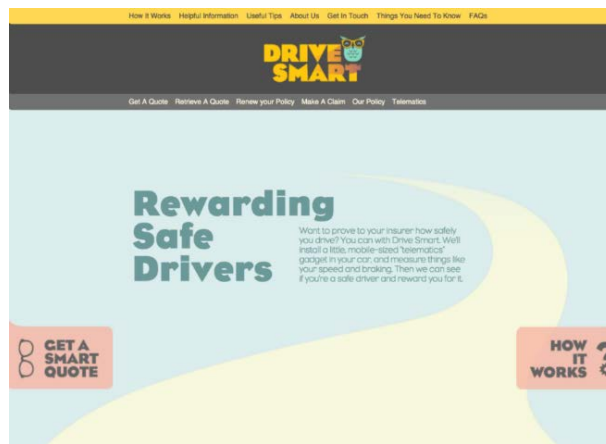 How It Works Helpful Information Useful Tips About Us Get In Touch Things You Need To Know FAQs
DRIVE
SMART
Get A Quote Retrieve A Quote Renew your Policy Make A Claim Our Policy Telematics
Rewarding
Safe
Drivers
Want to prove to your insurer how safely
you drive? You can with Drive Smart. We'll
install a little, mobile-sized "telematics"
gadget in your car, and measure things like
your speed and braking. Then we can see
if you're a safe driver and reward you for it.
GET A
SMART
QUOTE
HOW
IT
WORKS
?